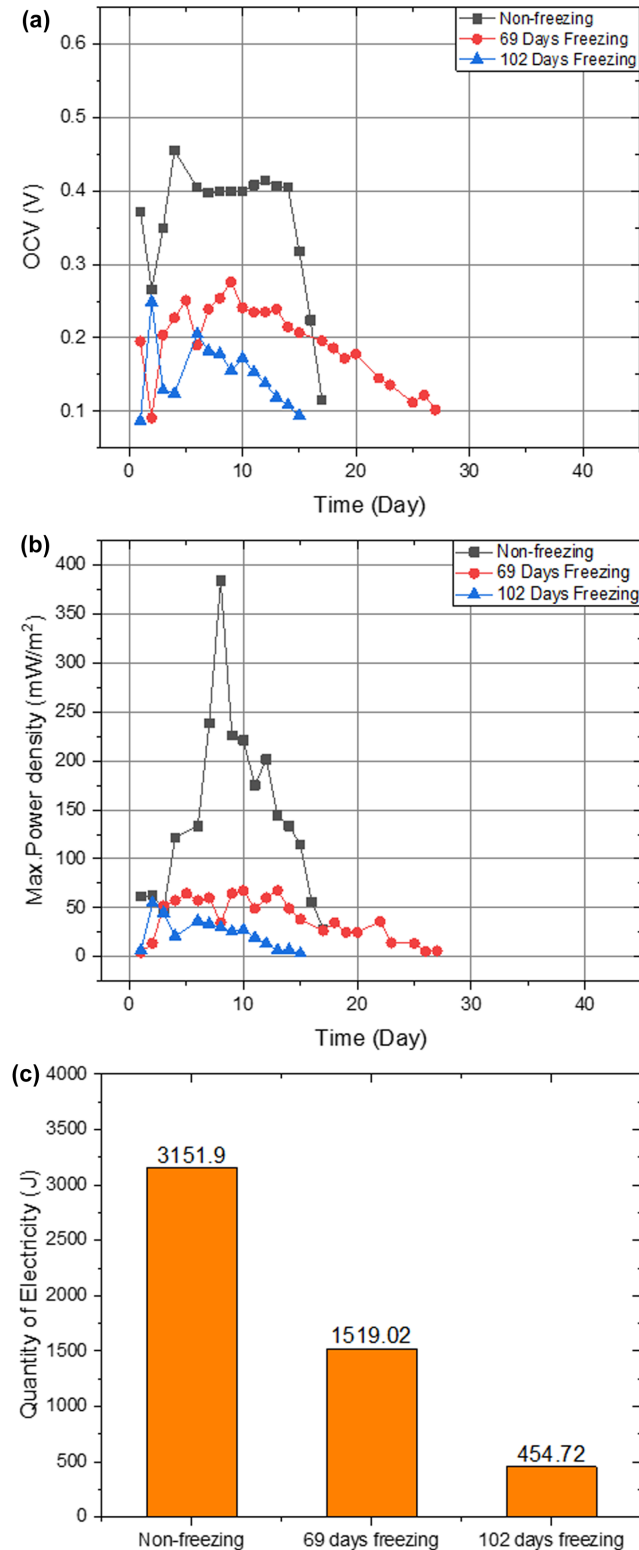 (a)
Non-freezing
69 Days Freezing
102 Days Freezing
0.6
0.5
0.4
0.3
0.2
0.1
OCV (V)
0 10 20 30 40
Time (Day)
(b)
Non-freezing
69 Days Freezing
102 Days Freezing
400
350
300
250
200
150
100
50
0
Max.Power density (mW/m²)
0 10 20 30 40
Time (Day)
(c)
4000
3500
3000
2500
2000
1500
1000
500
0
Quantity of Electricity (J)
3151.9
1519.02
454.72
Non-freezing 69 days freezing 102 days freezing